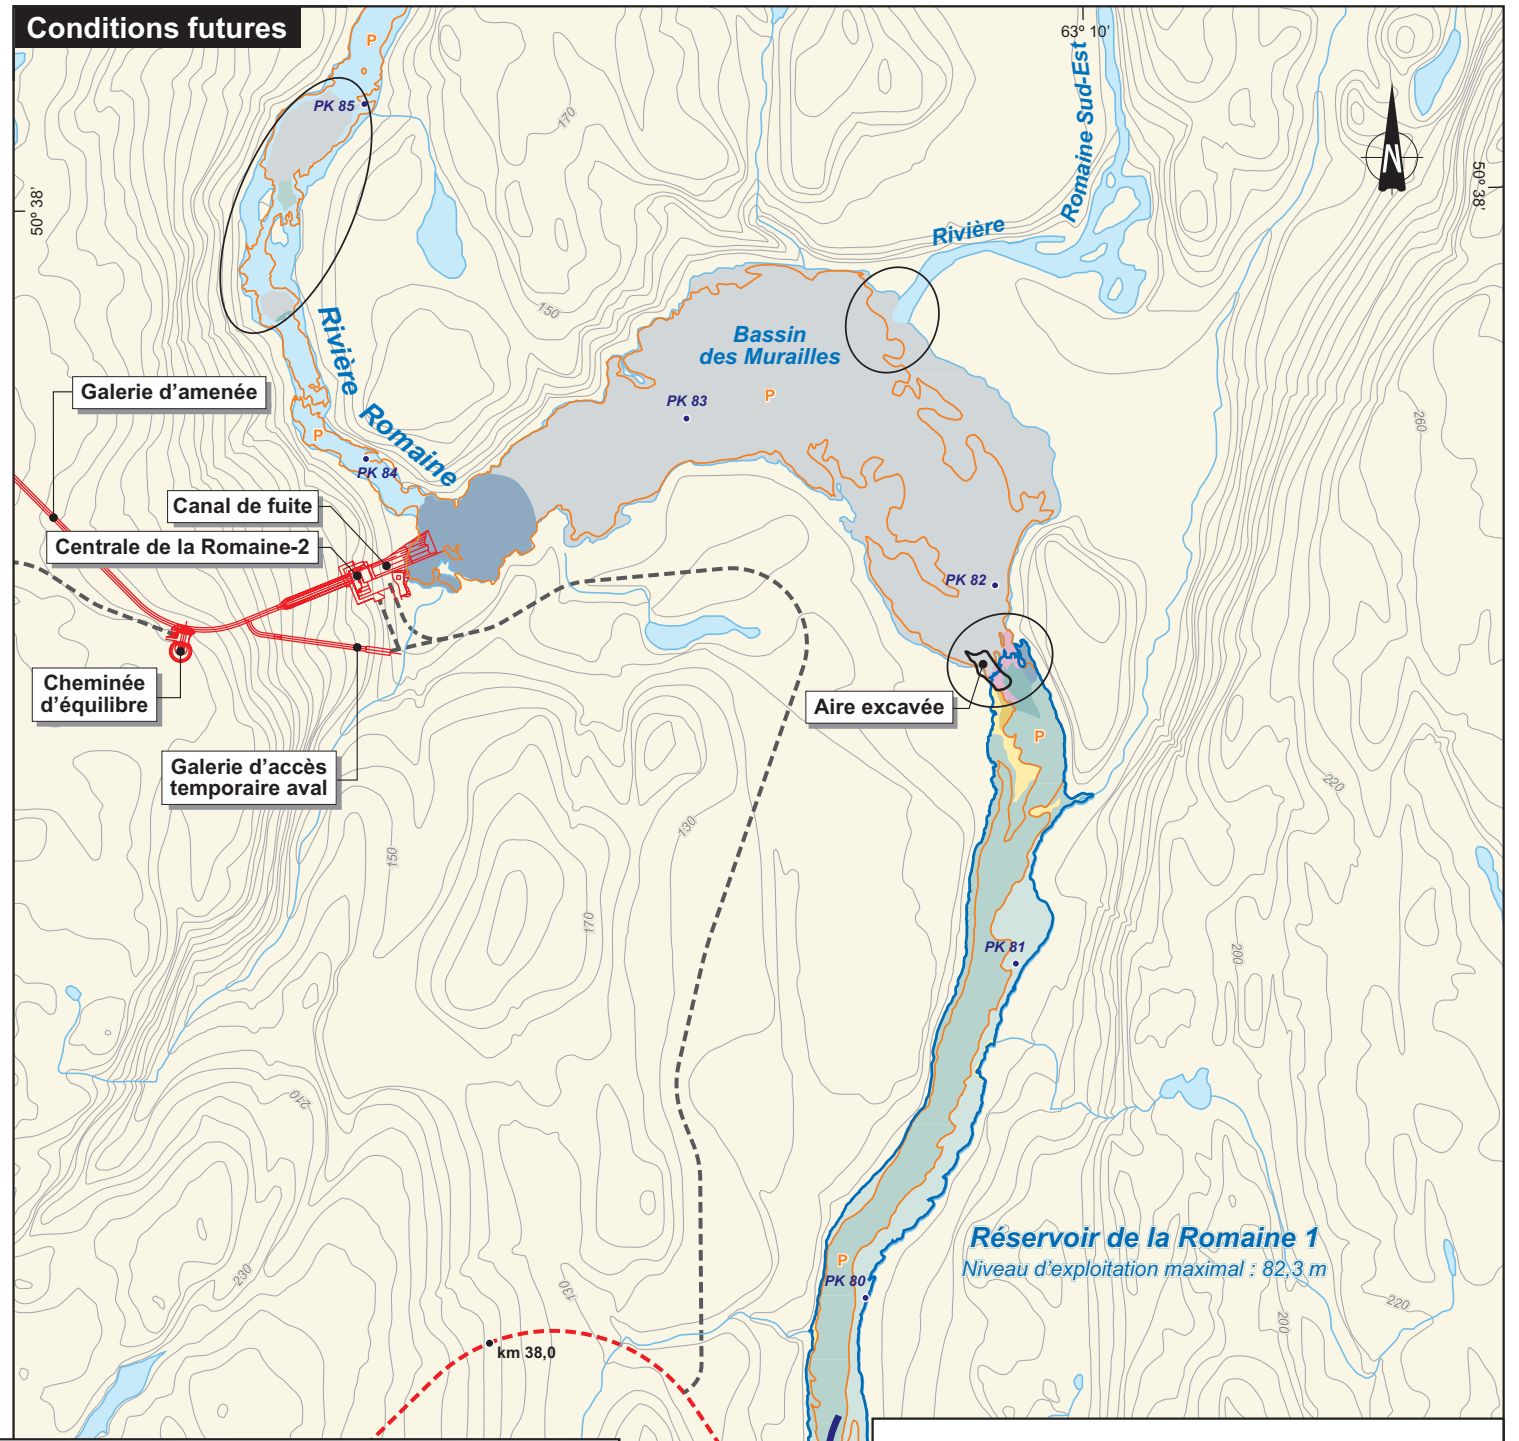 Conditions futures
63° 10'
P
PK 85
170
Romaine Sud-Est
N
50° 38'
50° 38'
Rivière
150
Rivière
Bassin
des Murailles
Galerie d'amenée
P
PK 83
Romaine
260
P
PK 84
Canal de fuite
Centrale de la Romaine-2
PK 82
Cheminée
d'équilibre
Aire excavée
P
Galerie d'accès
temporaire aval
220
130
150
170
PK 81
200
210
Réservoir de la Romaine 1
Niveau d'exploitation maximal : 82,3 m
P
PK 80
230
130
220
200
km 38,0